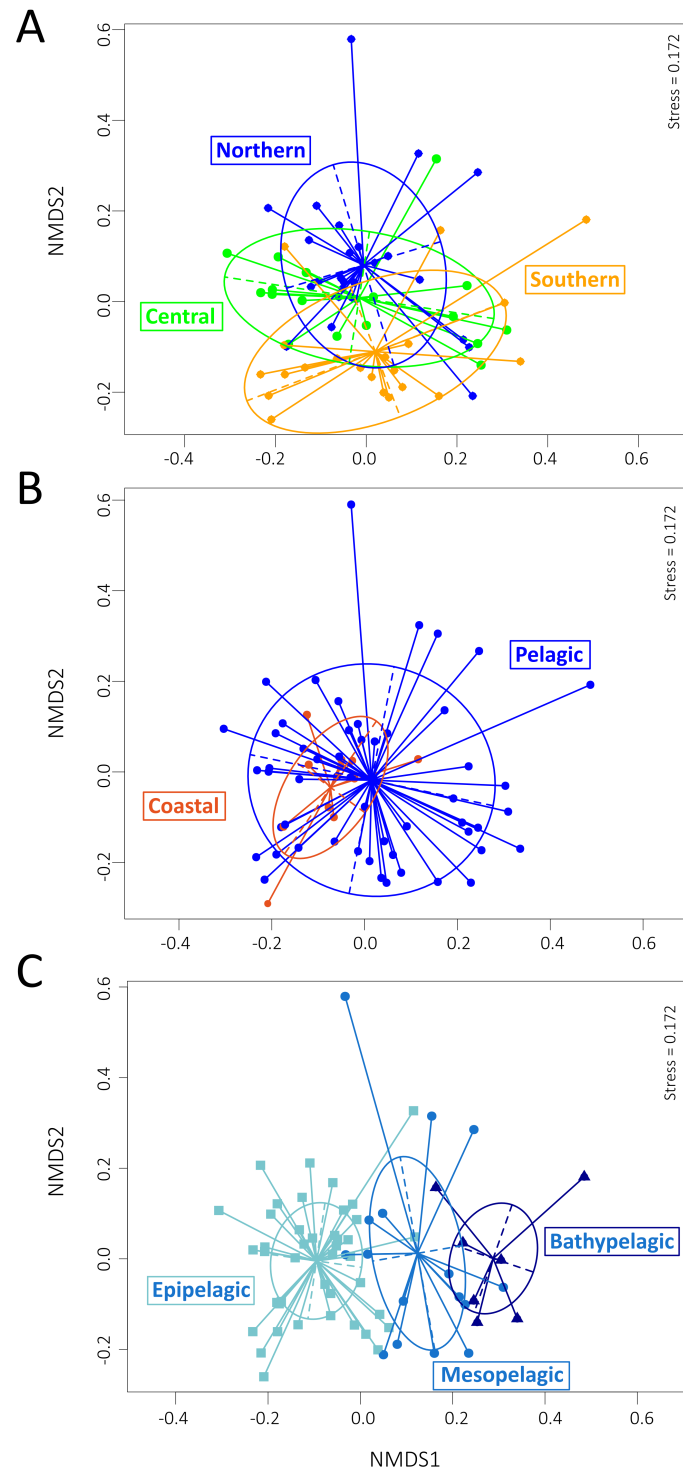 A
0.6
0.4
0.2
0.0
-0.2
NMDS2
Stress = 0.172
Northern
Central
Southern
-0.4
-0.2
0.0
0.2
0.4
0.6
B
0.6
0.4
0.2
0.0
-0.2
NMDS2
Stress = 0.172
Pelagic
Coastal
-0.4
-0.2
0.0
0.2
0.4
0.6
C
0.6
0.4
0.2
0.0
-0.2
NMDS2
Stress = 0.172
Bathypelagic
Epipelagic
Mesopelagic
-0.4
-0.2
0.0
0.2
0.4
0.6
NMDS1